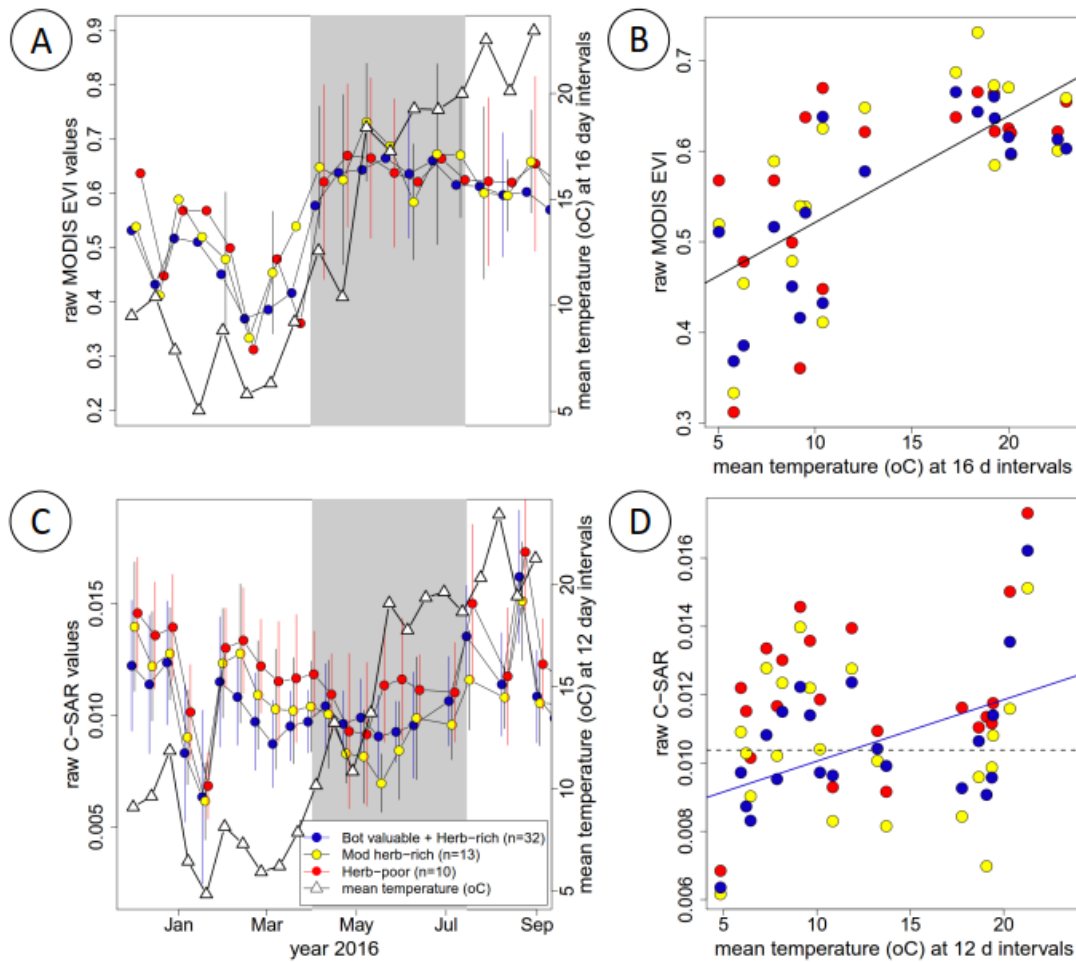 A
raw MODIS EVI values
0.9
0.8
0.7
0.6
0.5
0.4
0.3
0.2
20
15
10
5
mean temperature (oC) at 16 day intervals
B
raw MODIS EVI
0.7
0.6
0.5
0.4
0.3
5 10 15 20
mean temperature (oC) at 16 d intervals
C
raw C-SAR values
0.015
0.010
0.005
20
15
10
5
mean temperature (oC) at 12 day intervals
Bot valuable + Herb−rich (n=32)
Mod herb−rich (n=13)
Herb−poor (n=10)
mean temperature (oC)
Jan Mar May Jul Sep
year 2016
D
raw C-SAR
0.016
0.014
0.012
0.010
0.008
0.006
5 10 15 20
mean temperature (oC) at 12 d intervals